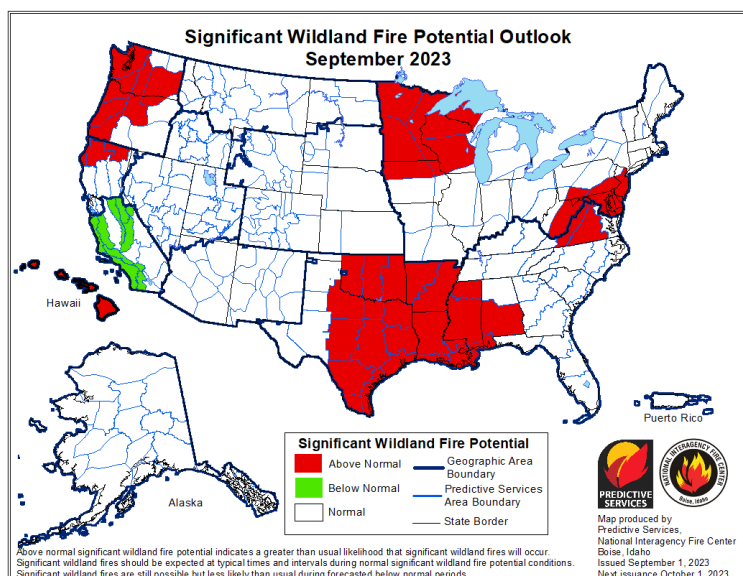 Significant Wildland Fire Potential Outlook
September 2023
Hawaii
Alaska
Puerto Rico
Significant Wildland Fire Potential
Above Normal
Below Normal
Normal
Geographic Area
Boundary
Predictive Services
Area Boundary
State Border
PREDICTIVE
SERVICES
NATIONAL INTERAGENCY FIRE CENTER
Boise, Idaho
Map produced by
Predictive Services,
National Interagency Fire Center
Boise, Idaho
Issued September 1, 2023
Next issuance October 1, 2023
Above normal significant wildland fire potential indicates a greater than usual likelihood that significant wildland fires will occur.
Significant wildland fires should be expected at typical times and intervals during normal significant wildland fire potential conditions.
Significant wildland fires are still possible but less likely than usual during forecasted below normal periods.